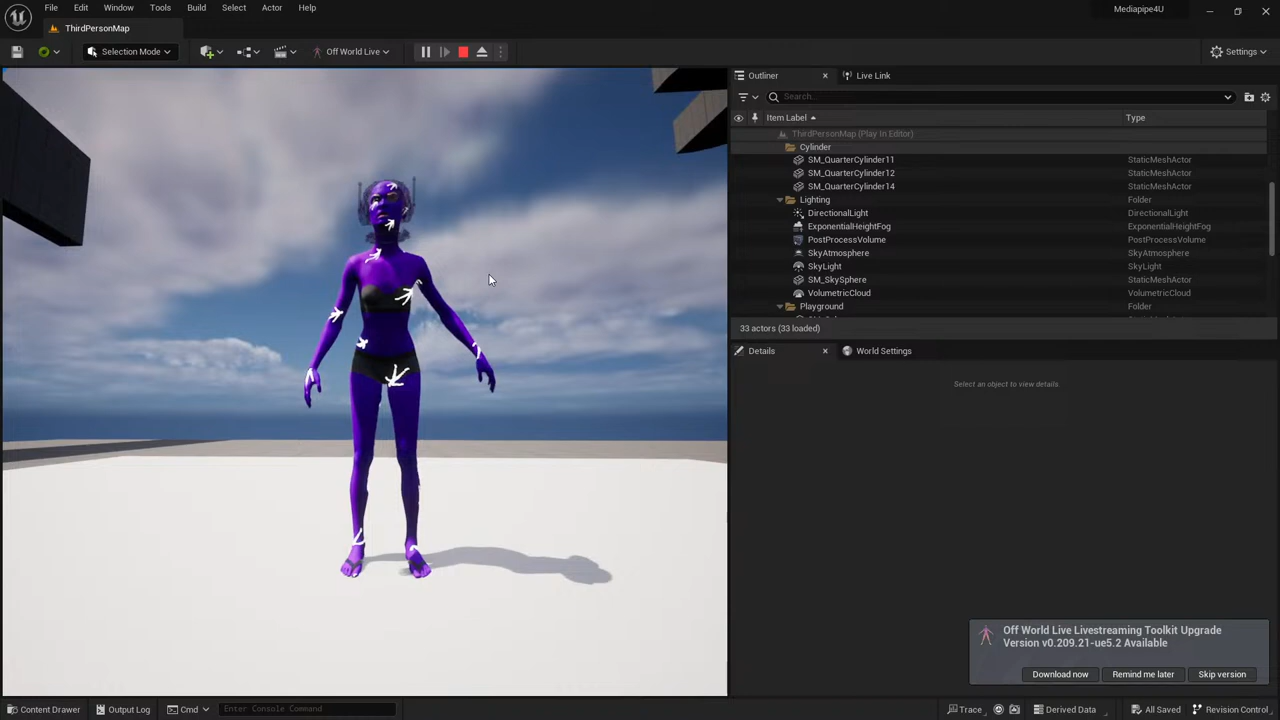 File Edit Window Tools Build Select Actor Help
Mediapipe4U
ThirdPersonMap
Selection Mode
Off World Live
Settings
Outliner
Live Link
Search...
Item Label
Type
ThirdPersonMap (Play In Editor)
Cylinder
SM_QuarterCylinder11 StaticMeshActor
SM_QuarterCylinder12 StaticMeshActor
SM_QuarterCylinder14 StaticMeshActor
Lighting Folder
DirectionalLight DirectionalLight
ExponentialHeightFog ExponentialHeightFog
PostProcessVolume PostProcessVolume
SkyAtmosphere SkyAtmosphere
SkyLight SkyLight
SM_SkySphere StaticMeshActor
VolumetricCloud VolumetricCloud
Playground Folder
33 actors (33 loaded)
Details
World Settings
Select an object to view details.
Off World Live Livestreaming Toolkit Upgrade
Version v0.209.21-ue5.2 Available
Download now
Remind me later
Skip version
Content Drawer
Output Log
Cmd
Enter Console Command
Trace
Derived Data
All Saved
Revision Control